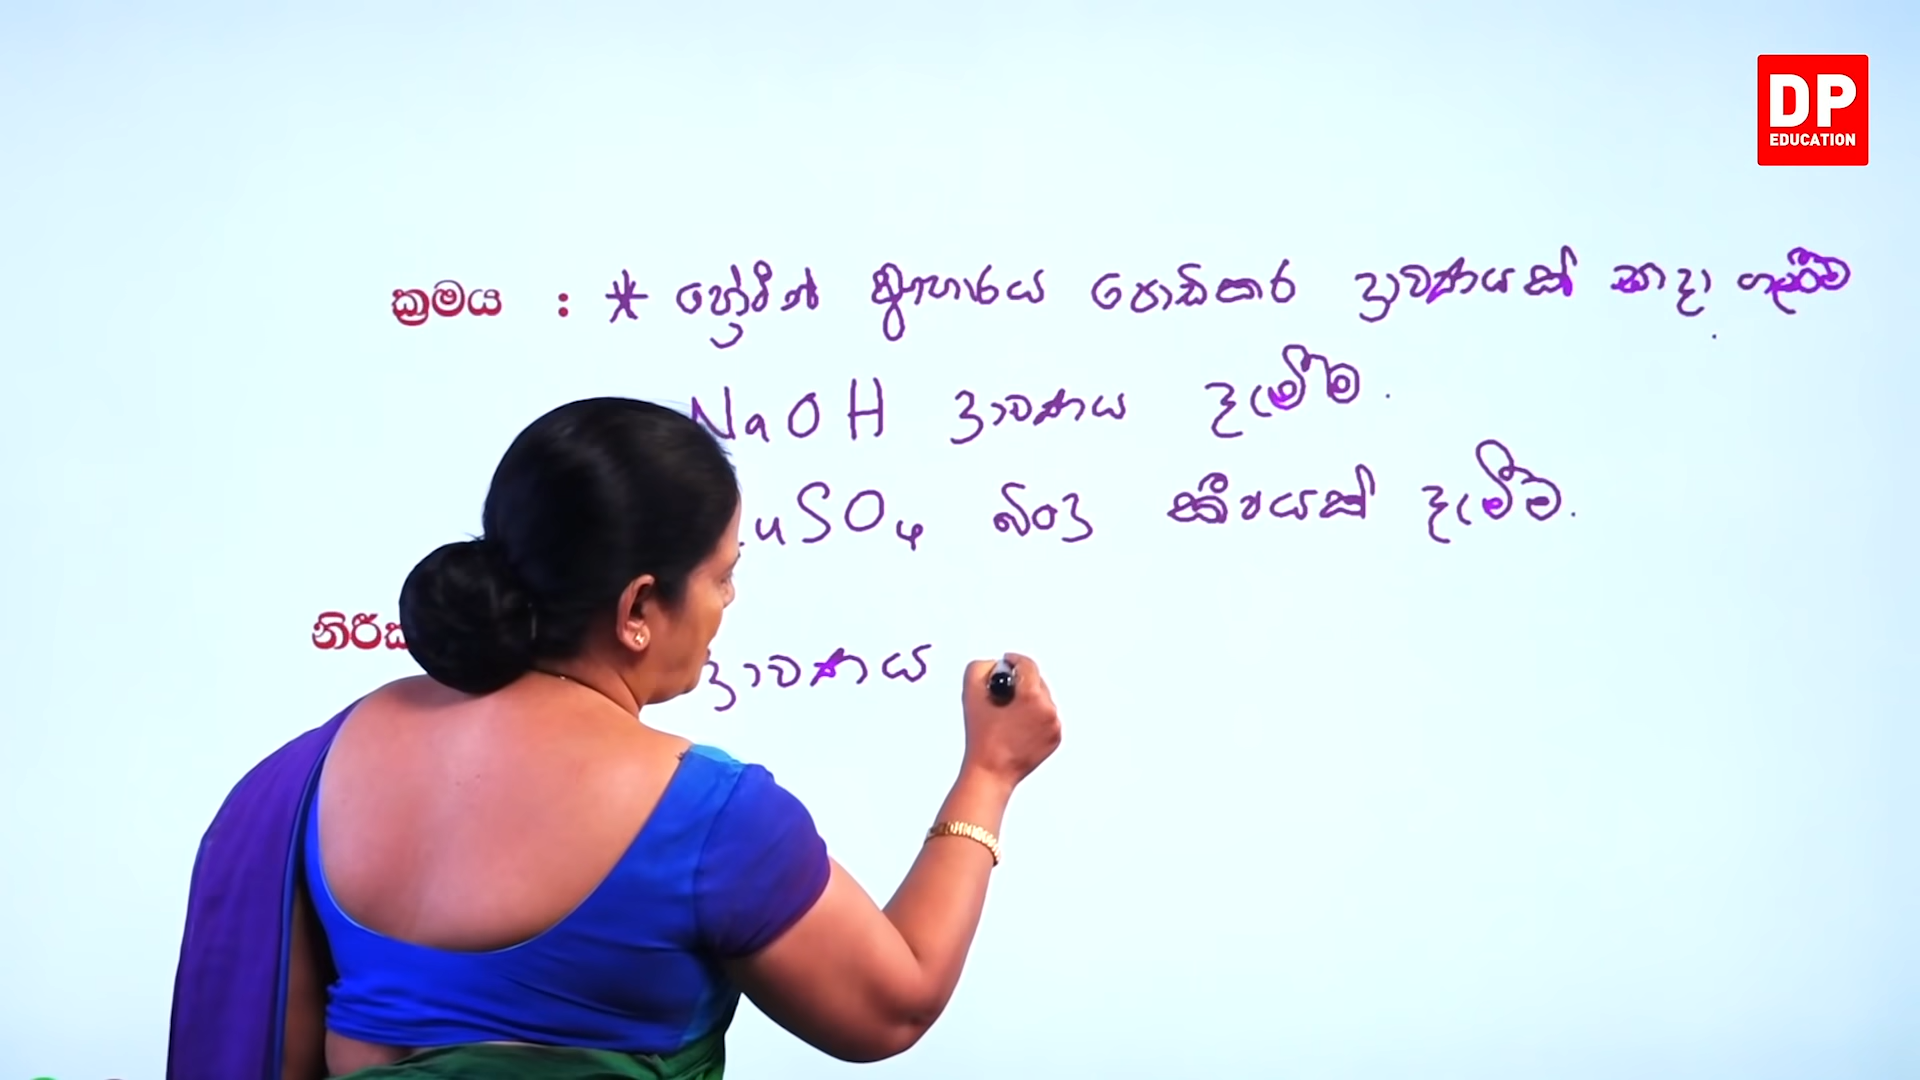 DP
EDUCATION
ක්‍රමය : * ප්‍රෝටීන් ආහාරය පොඩිකර ද්‍රාවණයක් සාදා ගැනීම
NaOH ද්‍රාවණය දැමීම.
uSO₄ බිංදු කීපයක් දැමීම.
නිරීක්
ද්‍රාවණය